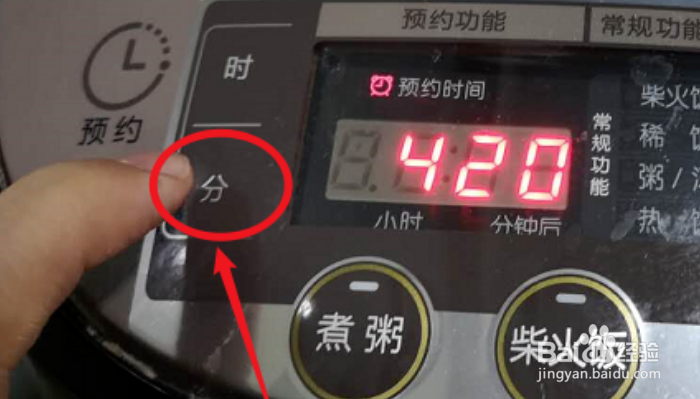 预约功能
常规功能
时
预约时间
柴火饭
预约
420
常规功能
稀
分
粥/汤
热
小时
分钟后
煮粥
柴火饭
Baidu经验
jingyan.baidu.com